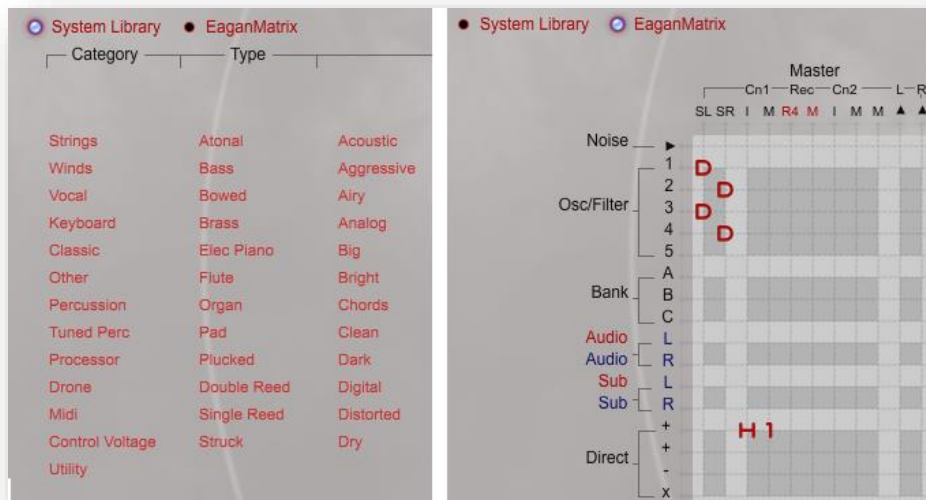 System Library EaganMatrix
Category Type
Strings Atonal Acoustic
Winds Bass Aggressive
Vocal Bowed Airy
Keyboard Brass Analog
Classic Elec Piano Big
Other Flute Bright
Percussion Organ Chords
Tuned Perc Pad Clean
Processor Plucked Dark
Drone Double Reed Digital
Midi Single Reed Distorted
Control Voltage Struck Dry
Utility
System Library EaganMatrix
Master
Cn1 Rec Cn2 L R
SL SR I M R4 M I M M ▲ ▲
Noise ►
1 D
2 D
Osc/Filter 3 D
4 D
5
A
Bank B
C
Audio L
Audio R
Sub L
Sub R
+ H 1
+
Direct -
x